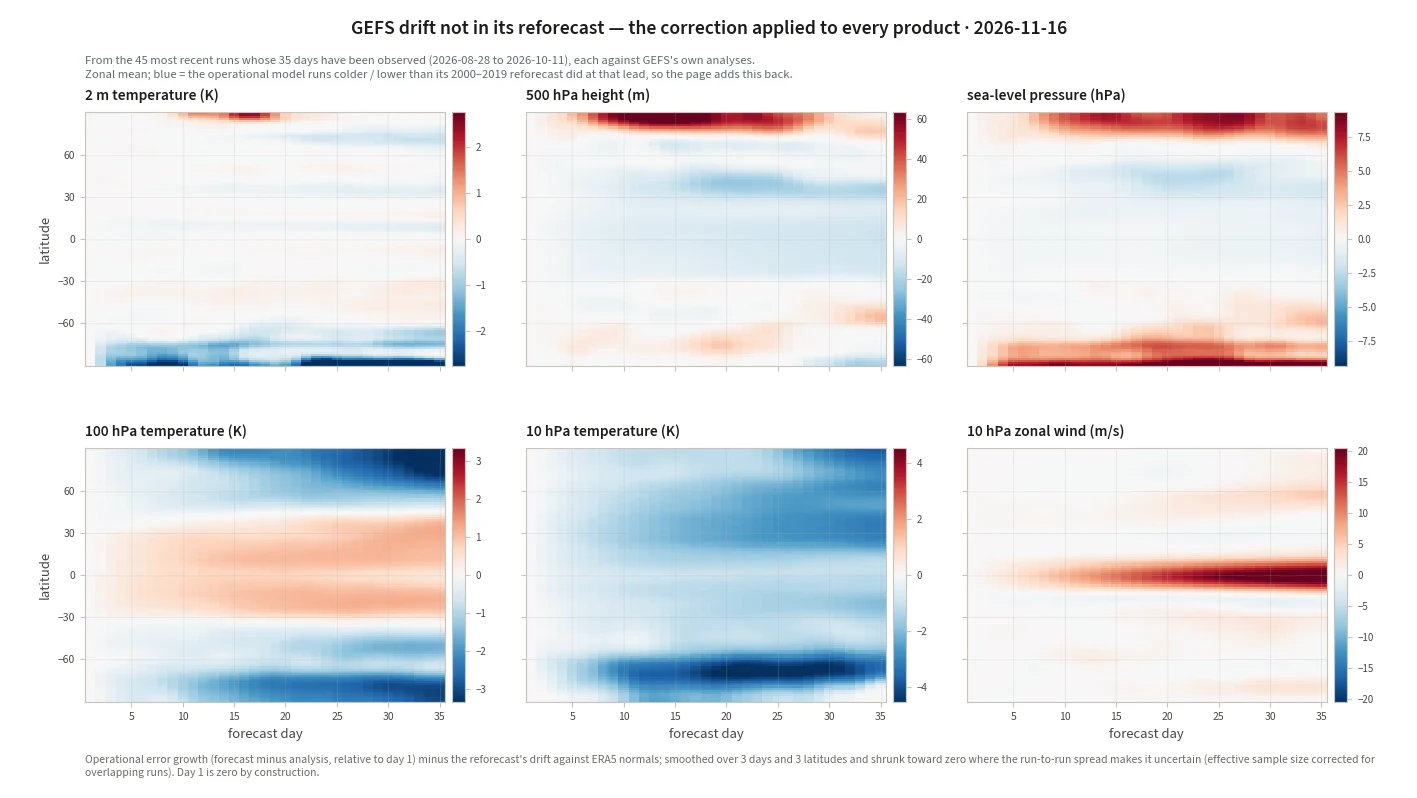 GEFS drift not in its reforecast — the correction applied to every product · 2026-11-16
From the 45 most recent runs whose 35 days have been observed (2026-08-28 to 2026-10-11), each against GEFS's own analyses.
Zonal mean; blue = the operational model runs colder / lower than its 2000–2019 reforecast did at that lead, so the page adds this back.
2 m temperature (K)
500 hPa height (m)
sea-level pressure (hPa)
latitude
60
30
0
−30
−60
2
1
0
−1
−2
60
40
20
0
−20
−40
−60
7.5
5.0
2.5
0.0
−2.5
−5.0
−7.5
100 hPa temperature (K)
10 hPa temperature (K)
10 hPa zonal wind (m/s)
latitude
60
30
0
−30
−60
3
2
1
0
−1
−2
−3
4
2
0
−2
−4
20
15
10
5
0
−5
−10
−15
−20
5 10 15 20 25 30 35
5 10 15 20 25 30 35
5 10 15 20 25 30 35
forecast day
forecast day
forecast day
Operational error growth (forecast minus analysis, relative to day 1) minus the reforecast's drift against ERA5 normals; smoothed over 3 days and 3 latitudes and shrunk toward zero where the run-to-run spread makes it uncertain (effective sample size corrected for
overlapping runs). Day 1 is zero by construction.